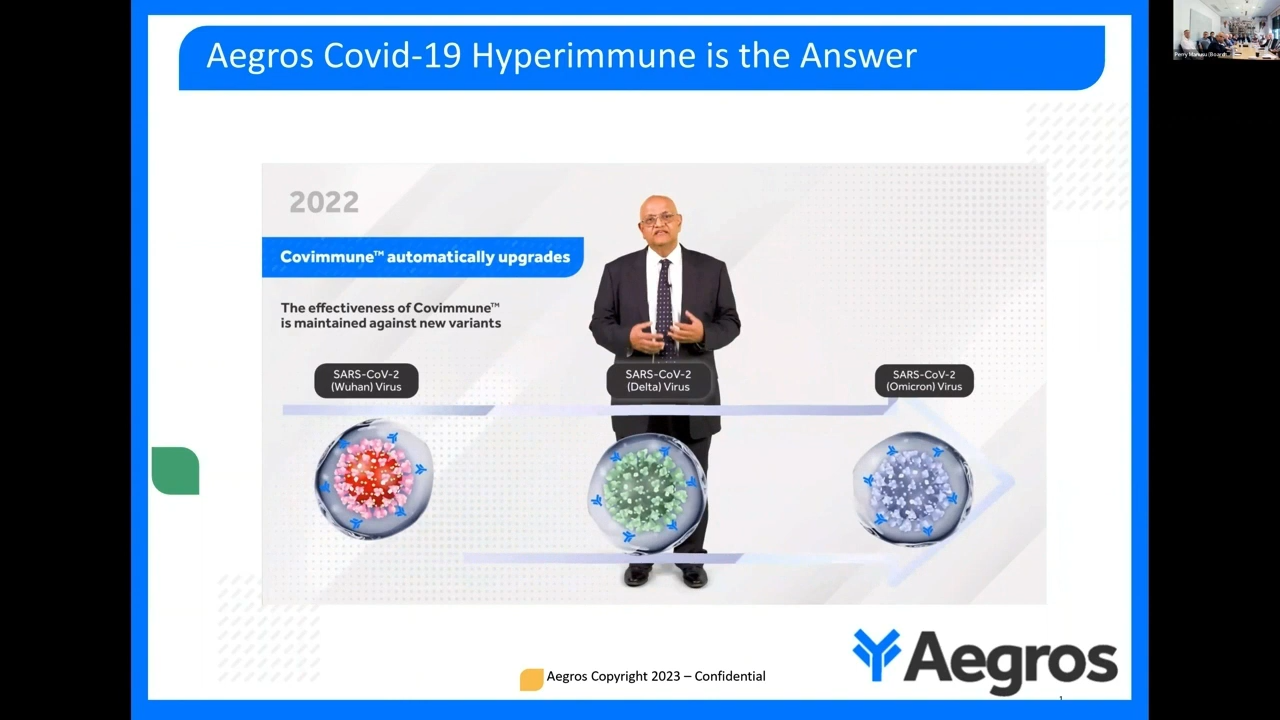 Aegros Covid-19 Hyperimmune is the Answer
2022
Covimmune™ automatically upgrades
The effectiveness of Covimmune™
is maintained against new variants
SARS-CoV-2
(Wuhan) Virus
SARS-CoV-2
(Delta) Virus
SARS-CoV-2
(Omicron) Virus
Aegros Copyright 2023 – Confidential
Aegros
1